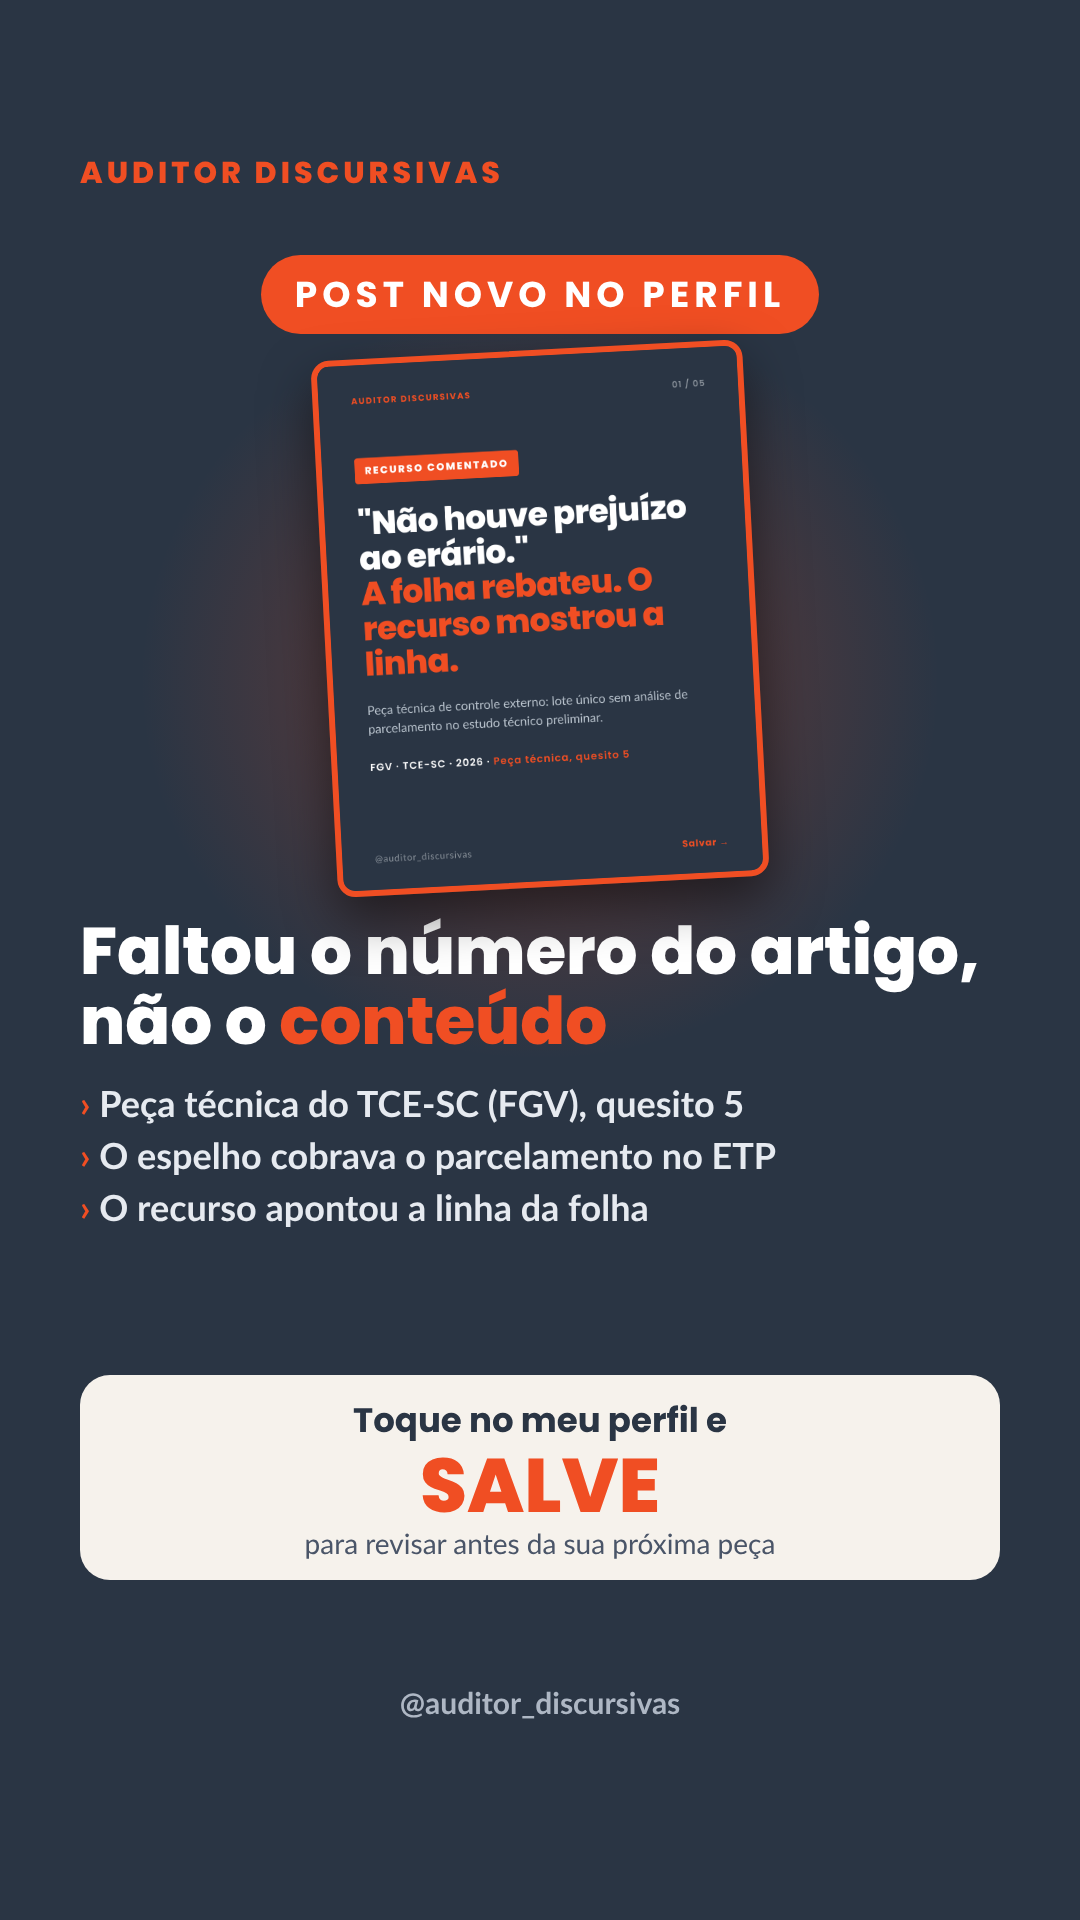 AUDITOR DISCURSIVAS
POST NOVO NO PERFIL
AUDITOR DISCURSIVAS
01 / 05
RECURSO COMENTADO
"Não houve prejuízo
ao erário."
A folha rebateu. O
recurso mostrou a
linha.
Peça técnica de controle externo: lote único sem análise de
parcelamento no estudo técnico preliminar.
FGV · TCE-SC · 2026 · Peça técnica, quesito 5
@auditor_discursivas
Salvar →
Faltou o número do artigo,
não o conteúdo
› Peça técnica do TCE-SC (FGV), quesito 5
› O espelho cobrava o parcelamento no ETP
› O recurso apontou a linha da folha
Toque no meu perfil e
SALVE
para revisar antes da sua próxima peça
@auditor_discursivas